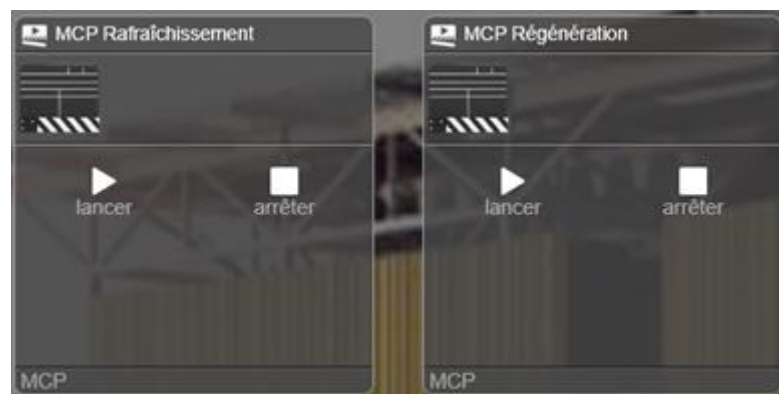 MCP Rafraîchissement
lancer
arrêter
MCP
MCP Régénération
lancer
arrêter
MCP